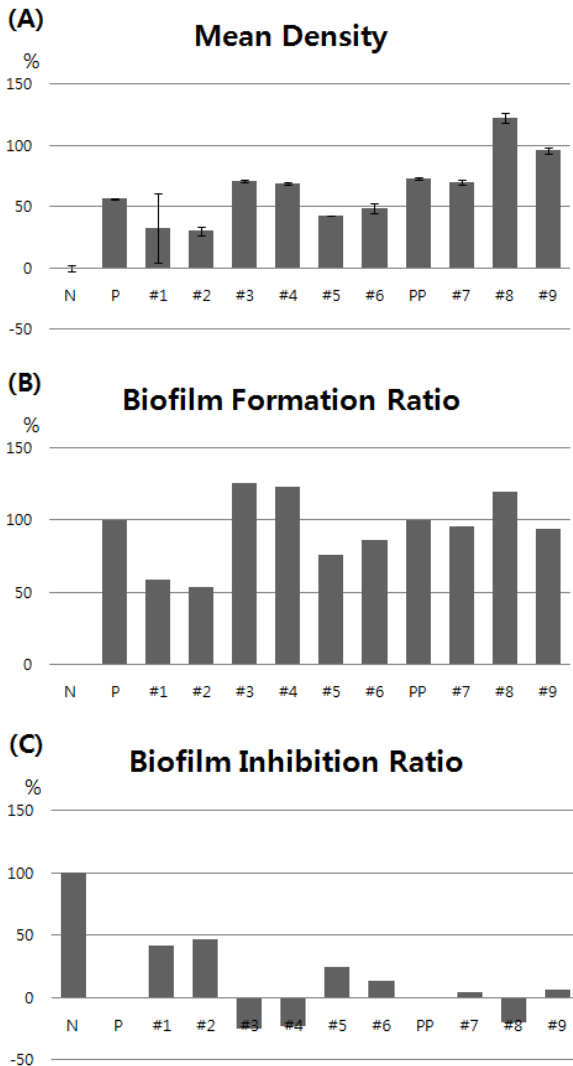 (A)
Mean Density
%
150
100
50
0
N P #1 #2 #3 #4 #5 #6 PP #7 #8 #9
-50
(B)
Biofilm Formation Ratio
%
150
100
50
0
N P #1 #2 #3 #4 #5 #6 PP #7 #8 #9
(C)
Biofilm Inhibition Ratio
%
150
100
50
0
N P #1 #2 #3 #4 #5 #6 PP #7 #8 #9
-50